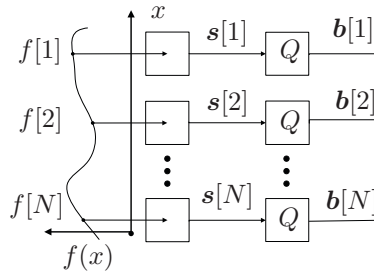 x
f[1] s[1] Q b[1]
f[2] s[2] Q b[2]
f[N] s[N] Q b[N]
f(x)